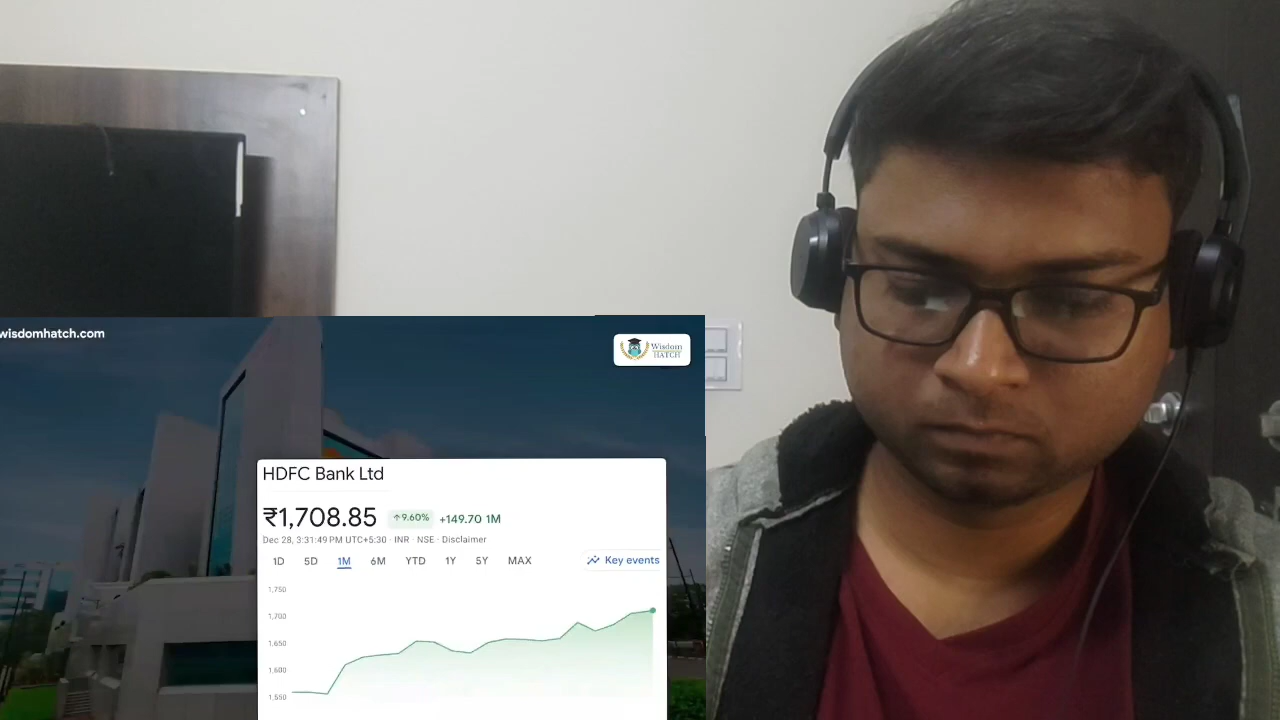 wisdomhatch.com
Wisdom
HATCH
HDFC Bank Ltd
₹1,708.85 ↑9.60% +149.70 1M
Dec 28, 3:31:49 PM UTC+5:30 · INR · NSE · Disclaimer
1D 5D 1M 6M YTD 1Y 5Y MAX Key events
1,750
1,700
1,650
1,600
1,550